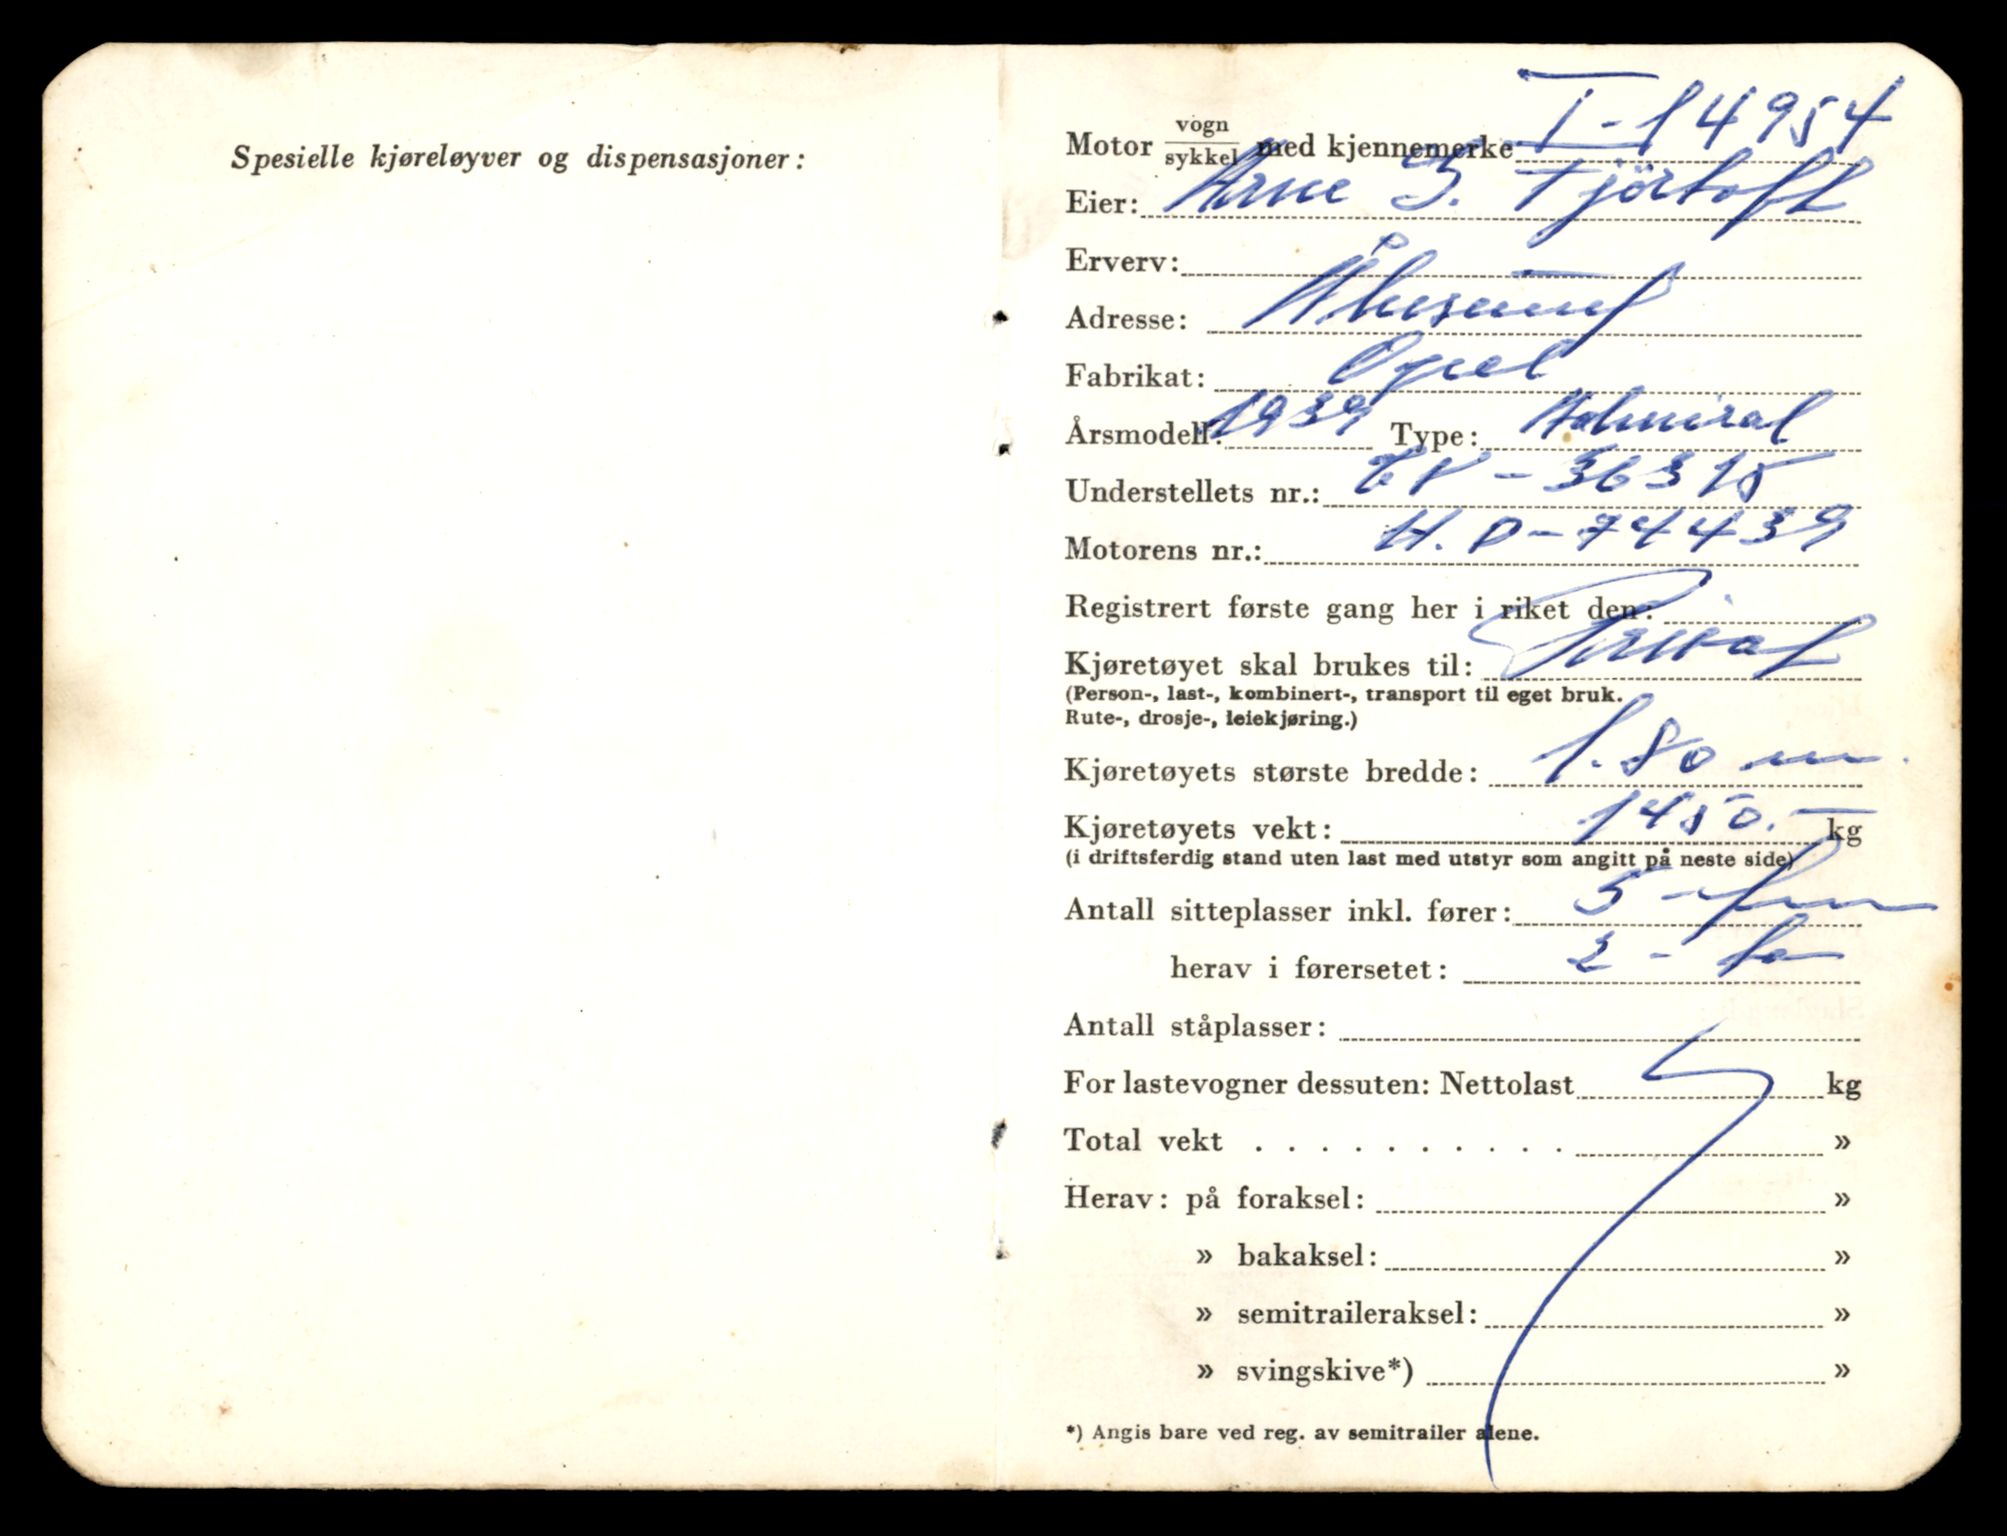 Spesielle kjøreløyver og dispensasjoner:
Motor vogn/sykkel med kjennemerke T-14954
Eier: Arne J. Fjörtoft
Erverv: —
Adresse: Ålesund
Fabrikat: Opel
Årsmodell: 1939 Type: Admiral
Understellets nr.: - 36315
Motorens nr.: H.D-74439
Registrert første gang her i riket den:
Kjøretøyet skal brukes til: Privat
(Person-, last-, kombinert-, transport til eget bruk.
Rute-, drosje-, leiekjøring.)
Kjøretøyets største bredde: 1.80 m.
Kjøretøyets vekt: 1450.— kg
(i driftsferdig stand uten last med utstyr som angitt på neste side)
Antall sitteplasser inkl. fører: 5 - fem
herav i førersetet: 2 - to
Antall ståplasser:
For lastevogner dessuten: Nettolast kg
Total vekt . . . . . . . . . . »
Herav: på foraksel: »
» bakaksel: »
» semitraileraksel: »
» svingskive*) »
*) Angis bare ved reg. av semitrailer alene.